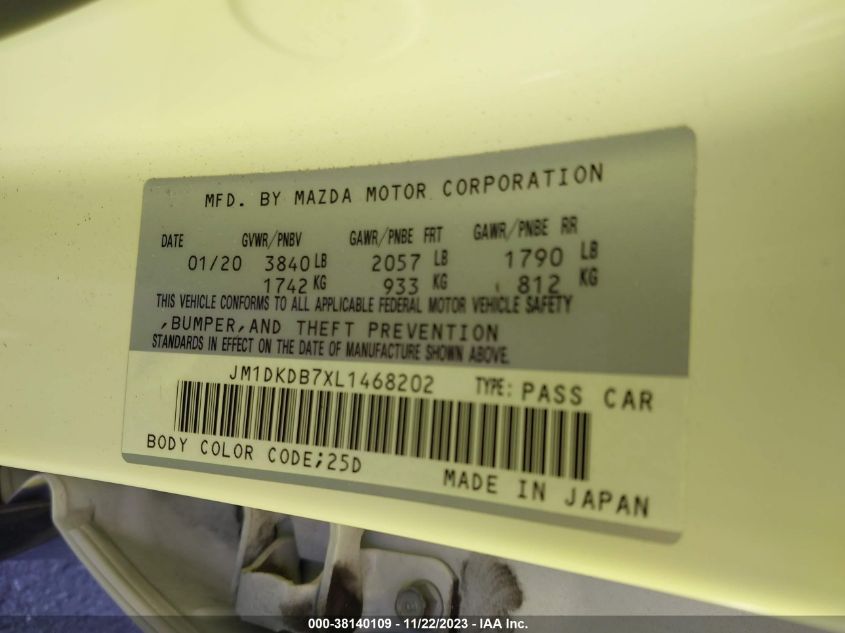 MFD. BY MAZDA MOTOR CORPORATION
DATE GVWR/PNBV GAWR/PNBE FRT GAWR/PNBE RR
01/20 3840 LB 2057 LB 1790 LB
1742 KG 933 KG 812 KG
THIS VEHICLE CONFORMS TO ALL APPLICABLE FEDERAL MOTOR VEHICLE SAFETY
,BUMPER,AND THEFT PREVENTION
STANDARDS IN EFFECT ON THE DATE OF MANUFACTURE SHOWN ABOVE.
JM1DKDB7XL1468202 TYPE: PASS CAR
BODY COLOR CODE;25D
MADE IN JAPAN
000-38140109 - 11/22/2023 - IAA Inc.